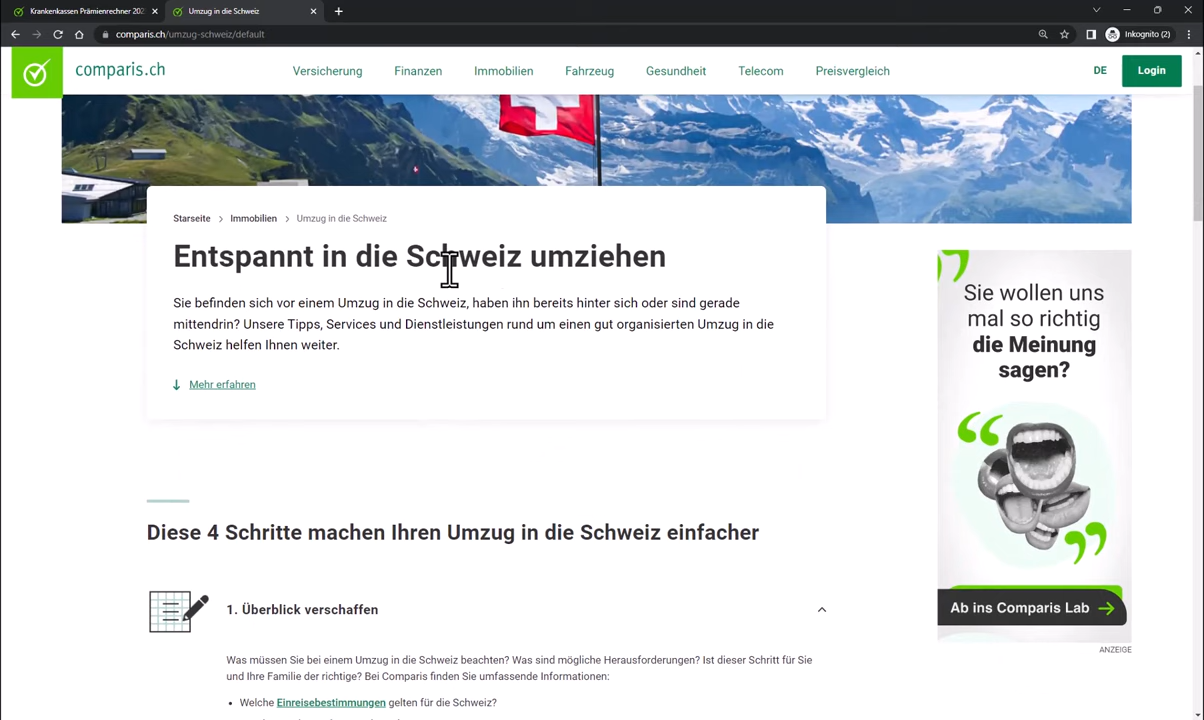 Krankenkassen Prämienrechner 202
Umzug in die Schweiz
comparis.ch/umzug-schweiz/default
Inkognito (2)
comparis.ch
Versicherung
Finanzen
Immobilien
Fahrzeug
Gesundheit
Telecom
Preisvergleich
DE
Login
Startseite > Immobilien > Umzug in die Schweiz
Entspannt in die Schweiz umziehen
Sie befinden sich vor einem Umzug in die Schweiz, haben ihn bereits hinter sich oder sind gerade
mittendrin? Unsere Tipps, Services und Dienstleistungen rund um einen gut organisierten Umzug in die
Schweiz helfen Ihnen weiter.
Mehr erfahren
Sie wollen uns
mal so richtig
die Meinung
sagen?
Ab ins Comparis Lab
ANZEIGE
Diese 4 Schritte machen Ihren Umzug in die Schweiz einfacher
1. Überblick verschaffen
Was müssen Sie bei einem Umzug in die Schweiz beachten? Was sind mögliche Herausforderungen? Ist dieser Schritt für Sie
und Ihre Familie der richtige? Bei Comparis finden Sie umfassende Informationen:
• Welche Einreisebestimmungen gelten für die Schweiz?